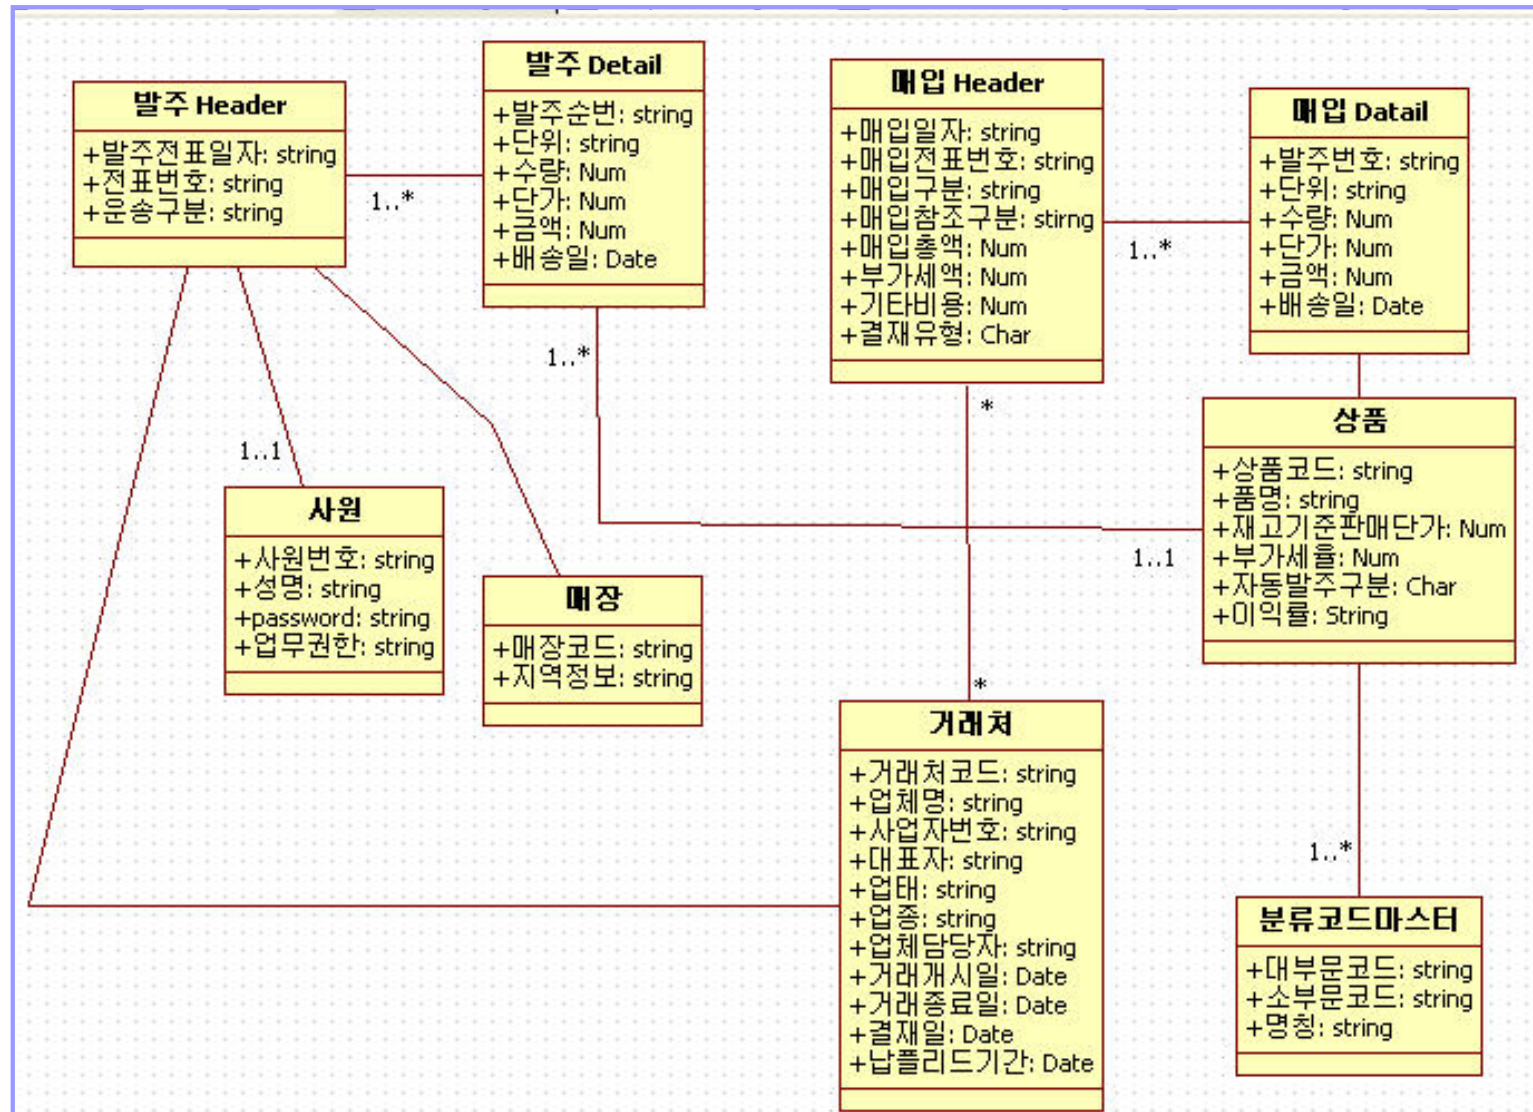 발주 Header
+발주전표일자: string
+전표번호: string
+운송구분: string
1..*
발주 Detail
+발주순번: string
+단위: string
+수량: Num
+단가: Num
+금액: Num
+배송일: Date
1..*
매입 Header
+매입일자: string
+매입전표번호: string
+매입구분: string
+매입참조구분: stirng
+매입총액: Num
+부가세액: Num
+기타비용: Num
+결재유형: Char
1..*
*
매입 Datail
+발주번호: string
+단위: string
+수량: Num
+단가: Num
+금액: Num
+배송일: Date
1..1
사원
+사원번호: string
+성명: string
+password: string
+업무권한: string
매장
+매장코드: string
+지역정보: string
상품
+상품코드: string
+품명: string
+재고기준판매단가: Num
+부가세율: Num
+자동발주구분: Char
+이익률: String
1..1
*
거래처
+거래처코드: string
+업체명: string
+사업자번호: string
+대표자: string
+업태: string
+업종: string
+업체담당자: string
+거래개시일: Date
+거래종료일: Date
+결재일: Date
+납플리드기간: Date
1..*
분류코드마스터
+대부문코드: string
+소부문코드: string
+명칭: string